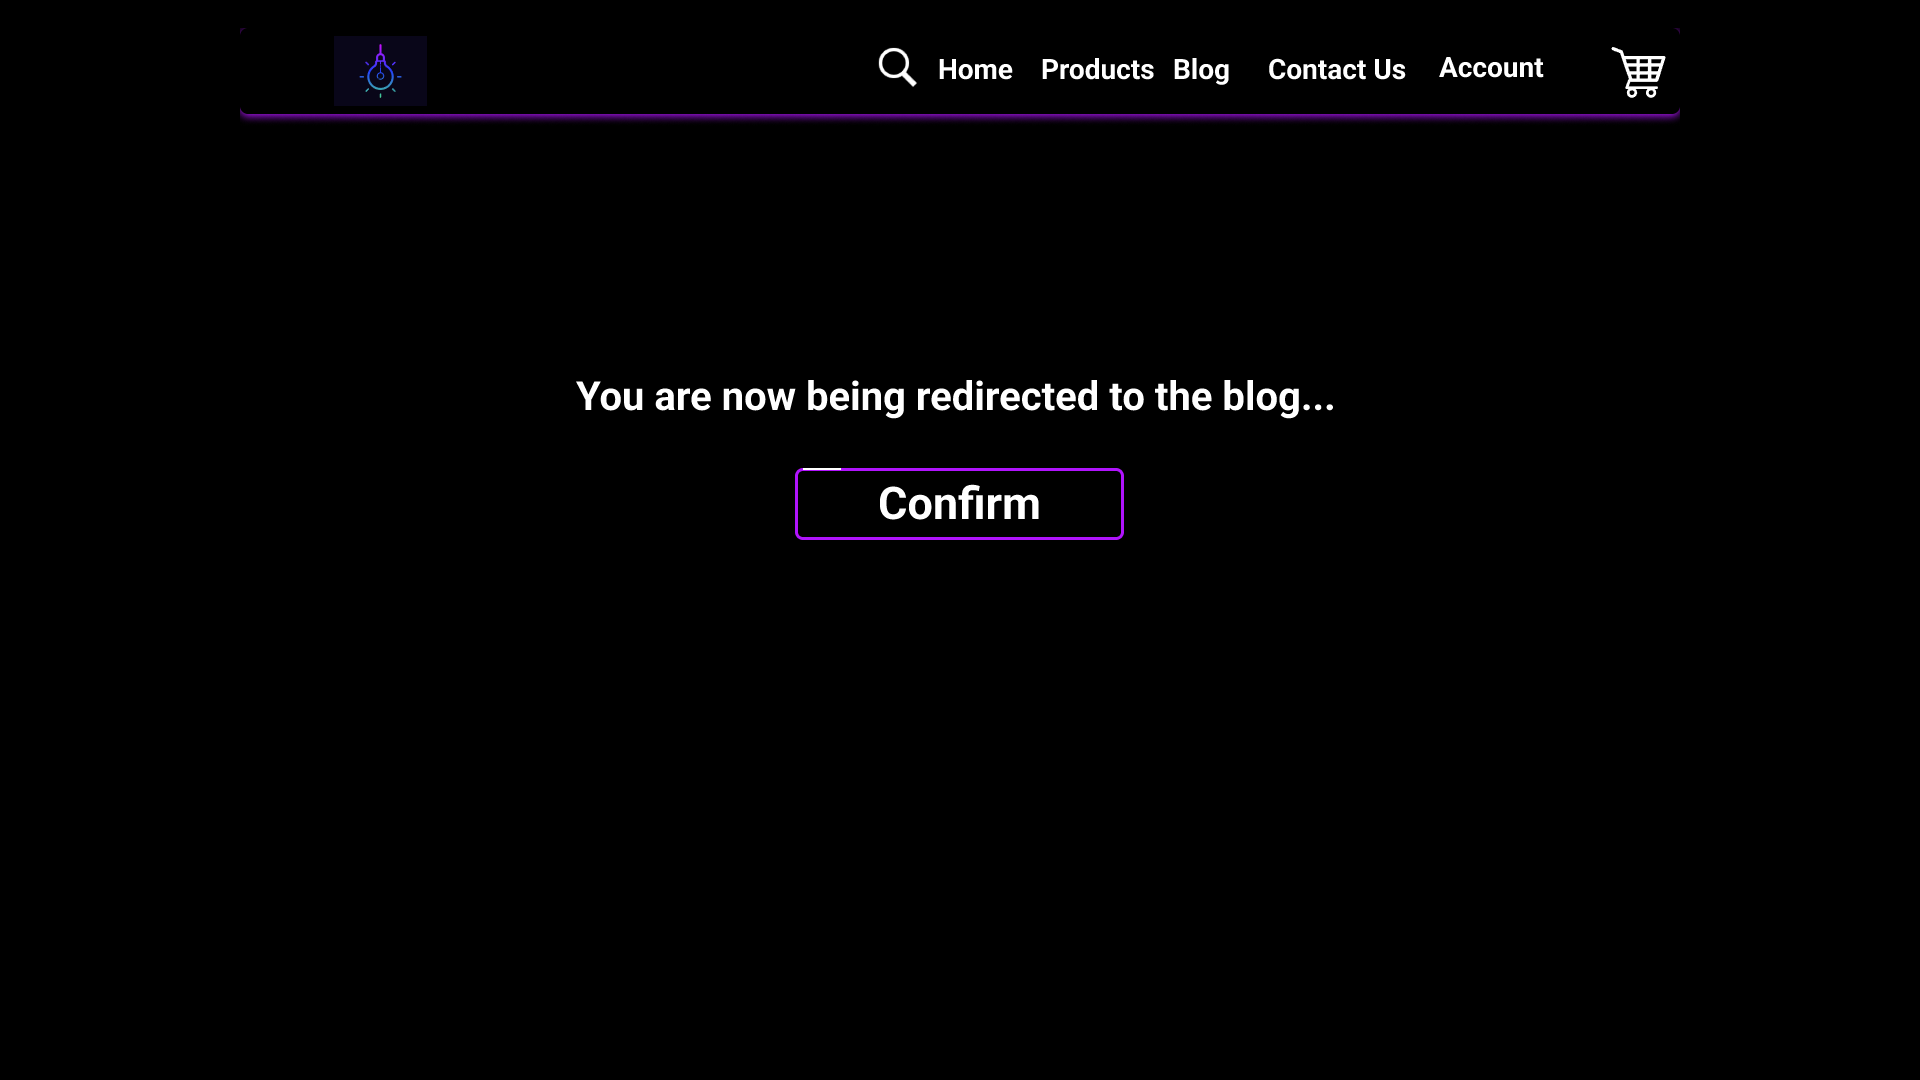 Home Products Blog Contact Us Account
You are now being redirected to the blog...
Confirm